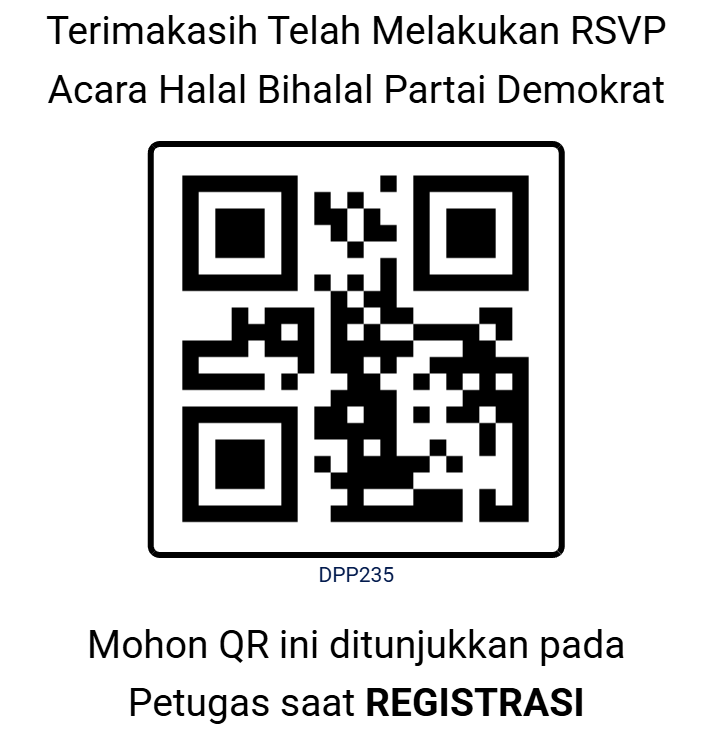 Terimakasih Telah Melakukan RSVP
Acara Halal Bihalal Partai Demokrat
DPP235
Mohon QR ini ditunjukkan pada
Petugas saat REGISTRASI